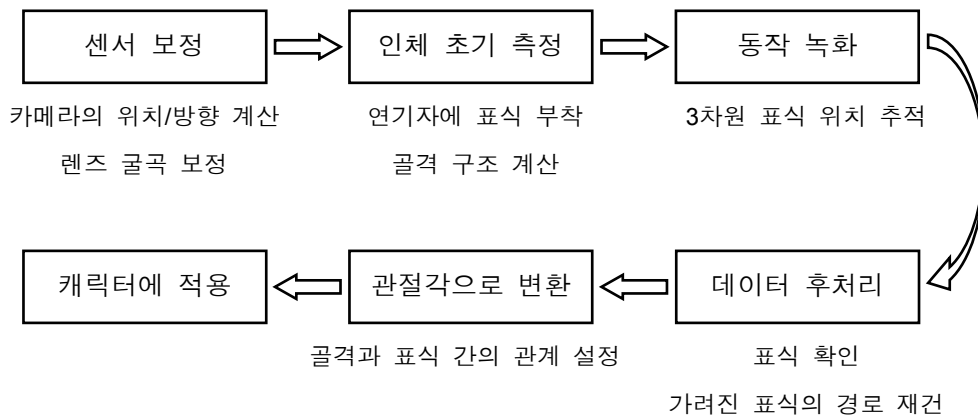 센서 보정
인체 초기 측정
동작 녹화
카메라의 위치/방향 계산
렌즈 굴곡 보정
연기자에 표식 부착
골격 구조 계산
3차원 표식 위치 추적
데이터 후처리
표식 확인
가려진 표식의 경로 재건
관절각으로 변환
골격과 표식 간의 관계 설정
캐릭터에 적용